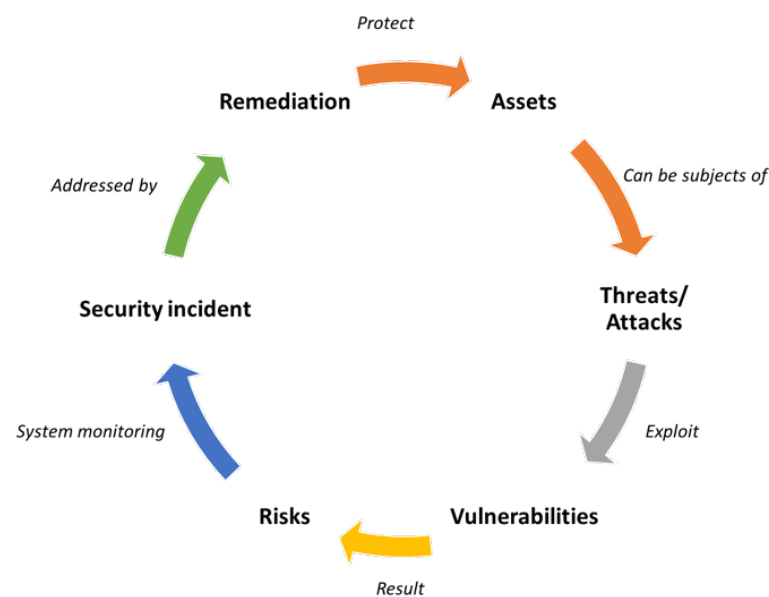 Protect
Remediation
Assets
Addressed by
Can be subjects of
Security incident
Threats/
Attacks
System monitoring
Exploit
Risks
Vulnerabilities
Result